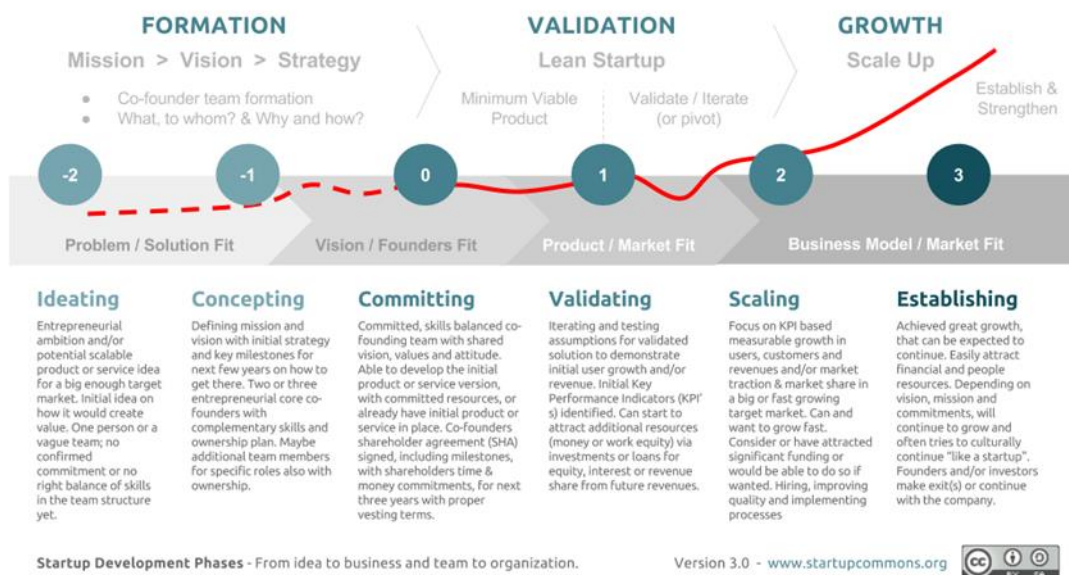 FORMATION
Mission > Vision > Strategy
● Co-founder team formation
● What, to whom? & Why and how?
VALIDATION
Lean Startup
Minimum Viable
Product
Validate / Iterate
(or pivot)
GROWTH
Scale Up
Establish &
Strengthen
-2
-1
0
1
2
3
Problem / Solution Fit
Vision / Founders Fit
Product / Market Fit
Business Model / Market Fit
Ideating
Entrepreneurial
ambition and/or
potential scalable
product or service idea
for a big enough target
market. Initial idea on
how it would create
value. One person or a
vague team; no
confirmed
commitment or no
right balance of skills
in the team structure
yet.
Concepting
Defining mission and
vision with initial strategy
and key milestones for
next few years on how to
get there. Two or three
entrepreneurial core co-
founders with
complementary skills and
ownership plan. Maybe
additional team members
for specific roles also with
ownership.
Committing
Committed, skills balanced co-
founding team with shared
vision, values and attitude.
Able to develop the initial
product or service version,
with committed resources, or
already have initial product or
service in place. Co-founders
shareholder agreement (SHA)
signed, including milestones,
with shareholders time &
money commitments, for next
three years with proper
vesting terms.
Validating
Iterating and testing
assumptions for validated
solution to demonstrate
initial user growth and/or
revenue. Initial Key
Performance Indicators (KPI'
s) identified. Can start to
attract additional resources
(money or work equity) via
investments or loans for
equity, interest or revenue
share from future revenues.
Scaling
Focus on KPI based
measurable growth in
users, customers and
revenues and/or market
traction & market share in
a big or fast growing
target market. Can and
want to grow fast.
Consider or have attracted
significant funding or
would be able to do so if
wanted. Hiring, improving
quality and implementing
processes
Establishing
Achieved great growth,
that can be expected to
continue. Easily attract
financial and people
resources. Depending on
vision, mission and
commitments, will
continue to grow and
often tries to culturally
continue "like a startup".
Founders and/or investors
make exit(s) or continue
with the company.
Startup Development Phases - From idea to business and team to organization.
Version 3.0 - www.startupcommons.org
cc